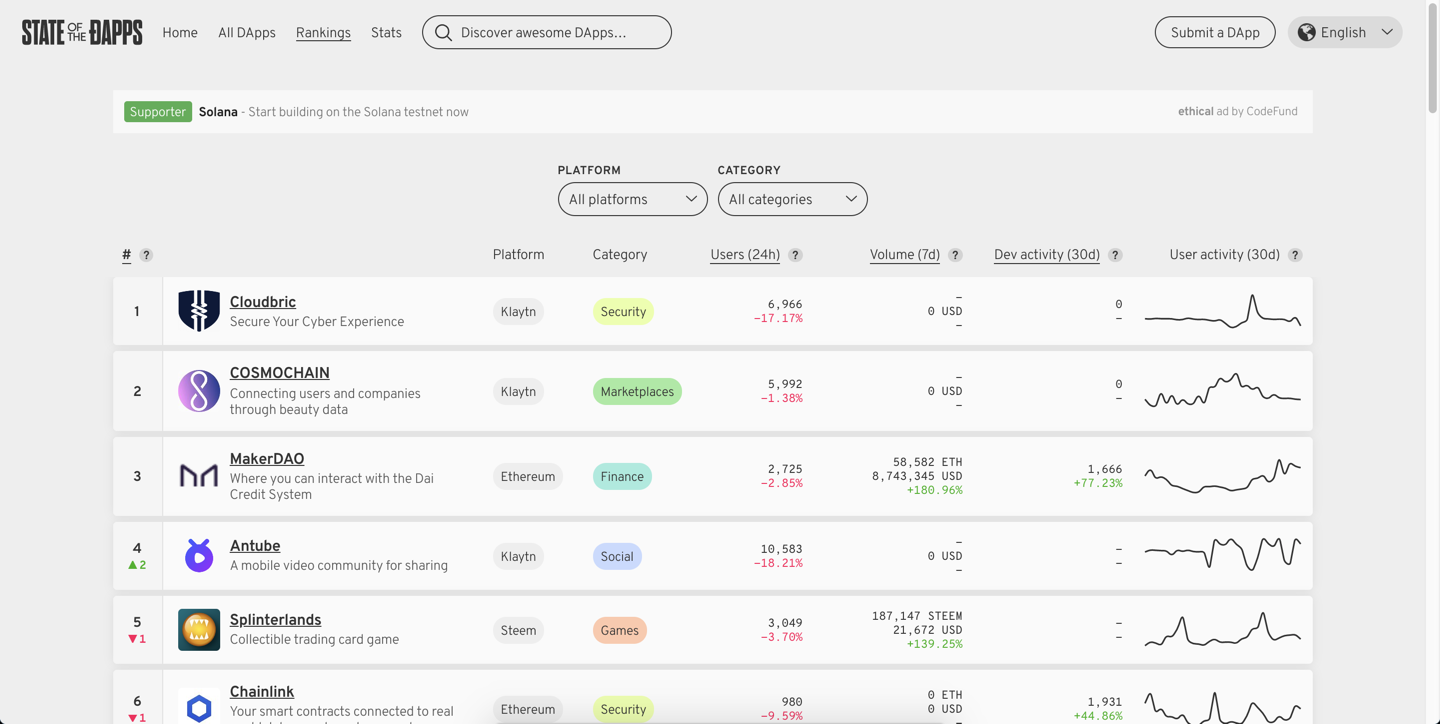 STATE OF THE ĐAPPS
Home
All DApps
Rankings
Stats
Discover awesome DApps…
Submit a DApp
English
Supporter
Solana - Start building on the Solana testnet now
ethical ad by CodeFund
PLATFORM
CATEGORY
All platforms
All categories
# ?
Platform
Category
Users (24h) ?
Volume (7d) ?
Dev activity (30d) ?
User activity (30d) ?
1
Cloudbric
Secure Your Cyber Experience
Klaytn
Security
6,966
−17.17%
–
0 USD
–
0
–
2
COSMOCHAIN
Connecting users and companies
through beauty data
Klaytn
Marketplaces
5,992
−1.38%
–
0 USD
–
0
–
3
MakerDAO
Where you can interact with the Dai
Credit System
Ethereum
Finance
2,725
−2.85%
58,582 ETH
8,743,345 USD
+180.96%
1,666
+77.23%
4
▲2
Antube
A mobile video community for sharing
Klaytn
Social
10,583
−18.21%
–
0 USD
–
–
–
5
▼1
Splinterlands
Collectible trading card game
Steem
Games
3,049
−3.70%
187,147 STEEM
21,672 USD
+139.25%
–
–
6
▼1
Chainlink
Your smart contracts connected to real
Ethereum
Security
980
−9.59%
0 ETH
0 USD
–
1,931
+44.86%